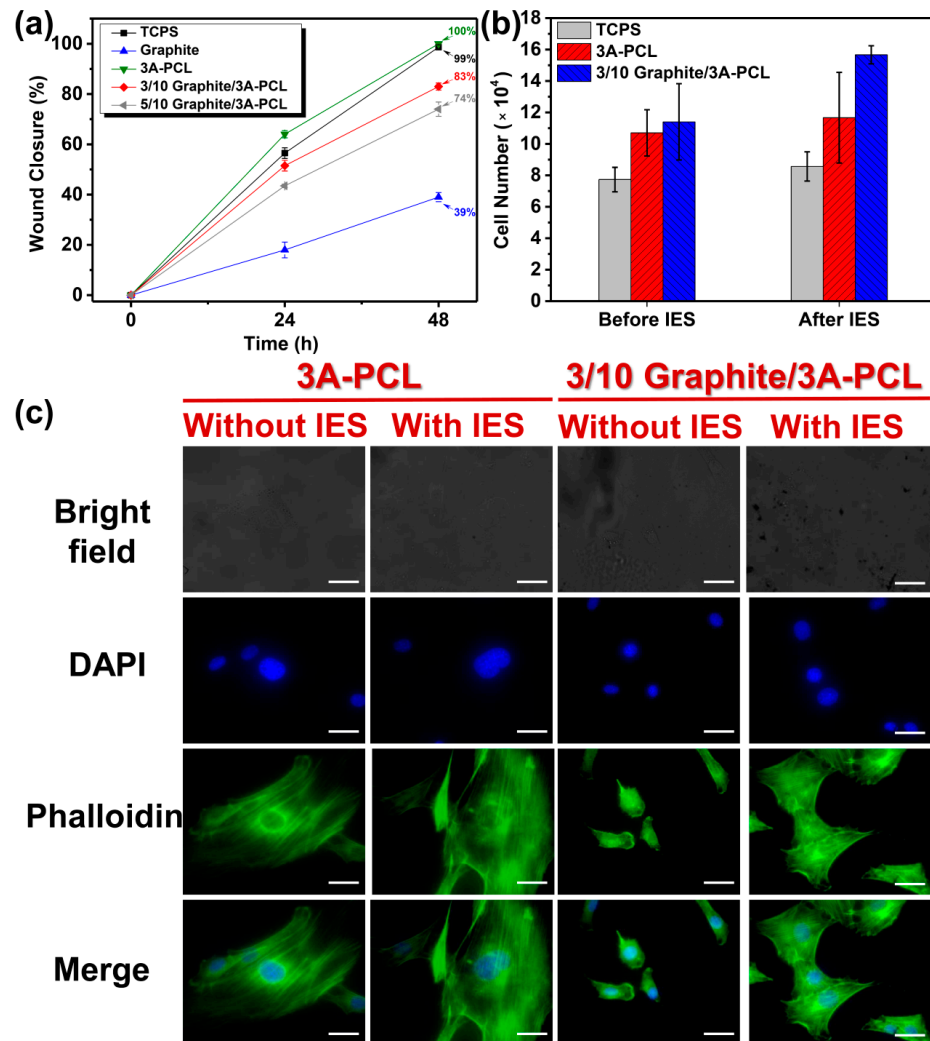 (a)
TCPS
Graphite
3A-PCL
3/10 Graphite/3A-PCL
5/10 Graphite/3A-PCL
100%
99%
83%
74%
39%
Wound Closure (%)
100
80
60
40
20
0
0 24 48
Time (h)
(b)
TCPS
3A-PCL
3/10 Graphite/3A-PCL
Cell Number ( × 10⁴)
18
16
14
12
10
8
6
4
2
0
Before IES After IES
(c)
3A-PCL 3/10 Graphite/3A-PCL
Without IES With IES Without IES With IES
Bright
field
DAPI
Phalloidin
Merge